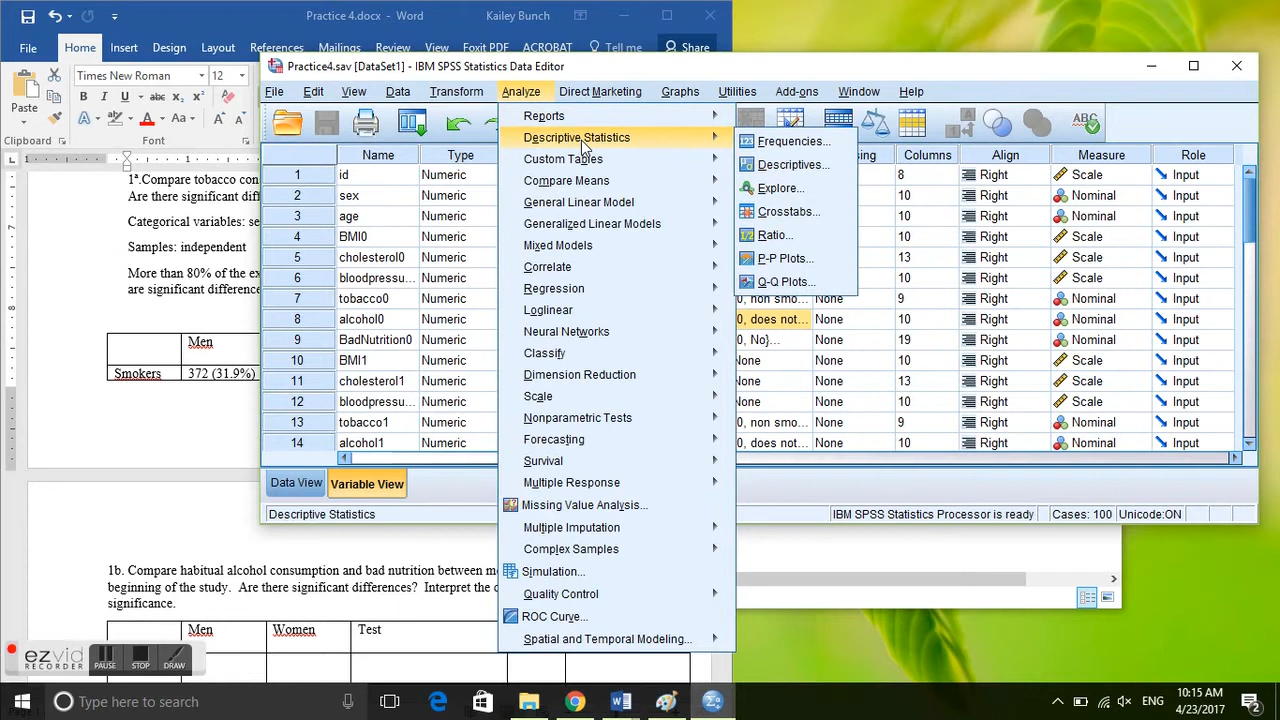 Practice 4.docx - Word
Kailey Bunch
File
Home
Insert
Design
Layout
References
Mailings
Review
View
Foxit PDF
ACROBAT
Tell me
Share
Paste
Times New Roman
12
B I U abc x₂ x²
Practice4.sav [DataSet1] - IBM SPSS Statistics Data Editor
File Edit View Data Transform Analyze Direct Marketing Graphs Utilities Add-ons Window Help
Reports
Descriptive Statistics
Custom Tables
Compare Means
General Linear Model
Generalized Linear Models
Mixed Models
Correlate
Regression
Loglinear
Neural Networks
Classify
Dimension Reduction
Scale
Nonparametric Tests
Forecasting
Survival
Multiple Response
Missing Value Analysis...
Multiple Imputation
Complex Samples
Simulation...
Quality Control
ROC Curve...
Spatial and Temporal Modeling...
Frequencies...
Descriptives...
Explore...
Crosstabs...
Ratio...
P-P Plots...
Q-Q Plots...
Name Type Columns Align Measure Role
1 id Numeric 8 Right Scale Input
2 sex Numeric 10 Right Nominal Input
3 age Numeric 10 Right Nominal Input
4 BMI0 Numeric 10 Right Scale Input
5 cholesterol0 Numeric 13 Right Scale Input
6 bloodpressu... Numeric 10 Right Scale Input
7 tobacco0 Numeric 0, non smo... None 9 Right Nominal Input
8 alcohol0 Numeric 0, does not... None 10 Right Nominal Input
9 BadNutrition0 Numeric 0, No}... None 19 Right Nominal Input
10 BMI1 Numeric None None 10 Right Scale Input
11 cholesterol1 Numeric None None 13 Right Scale Input
12 bloodpressu... Numeric None None 10 Right Scale Input
13 tobacco1 Numeric 0, non smo... None 9 Right Nominal Input
14 alcohol1 Numeric 0, does not... None 10 Right Nominal Input
Data View Variable View
Descriptive Statistics
IBM SPSS Statistics Processor is ready
Cases: 100
Unicode:ON
1ª.Compare tobacco con
Are there significant differ
Categorical variables: se
Samples: independent
More than 80% of the ex
are significant difference
Men
Smokers 372 (31.9%)
1b. Compare habitual alcohol consumption and bad nutrition between m
beginning of the study. Are there significant differences? Interpret the
significance.
Men Women Test
ezvid
RECORDER
PAUSE
STOP
DRAW
Type here to search
ENG
10:15 AM
4/23/2017
2